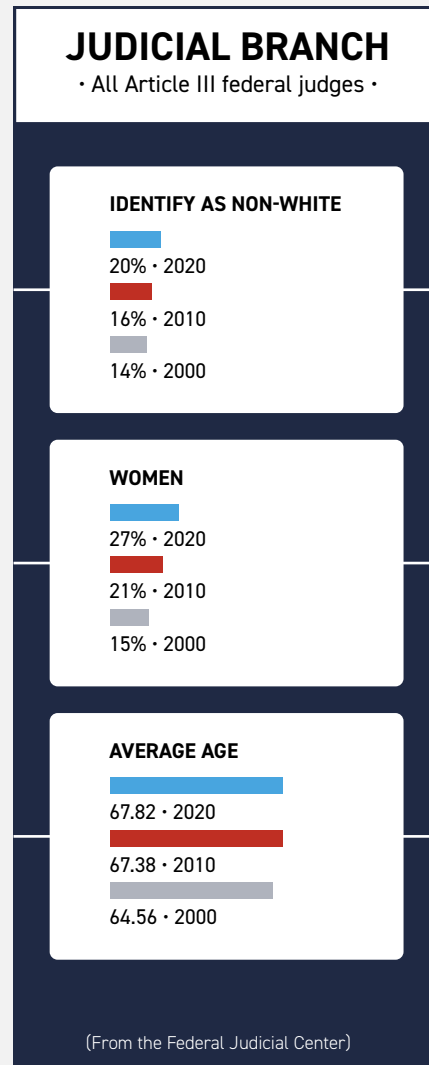 JUDICIAL BRANCH
• All Article III federal judges •
IDENTIFY AS NON-WHITE
20% • 2020
16% • 2010
14% • 2000
WOMEN
27% • 2020
21% • 2010
15% • 2000
AVERAGE AGE
67.82 • 2020
67.38 • 2010
64.56 • 2000
(From the Federal Judicial Center)